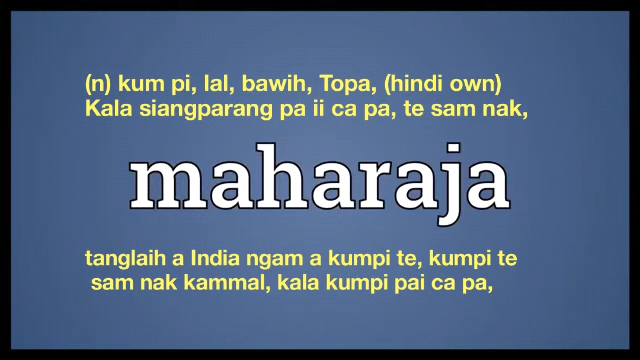 (n) kum pi, lal, bawih, Topa, (hindi own)
Kala siangparang pa ii ca pa, te sam nak,
maharaja
tanglaih a India ngam a kumpi te, kumpi te
sam nak kammal, kala kumpi pai ca pa,